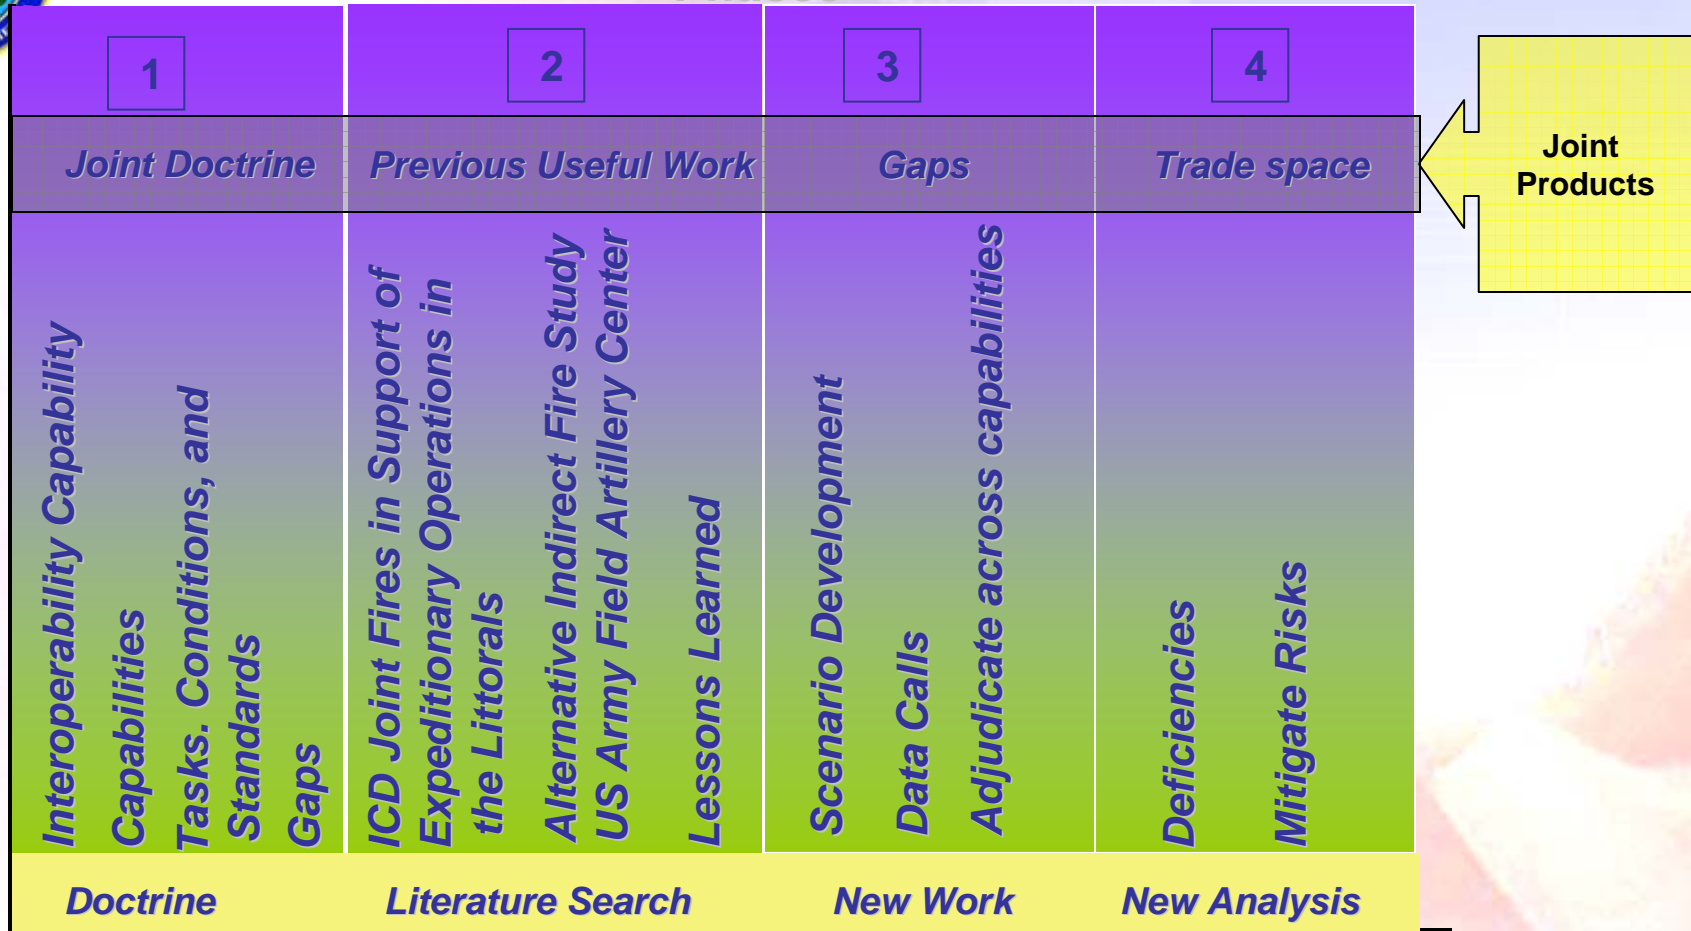 1
2
3
4
Joint Doctrine
Previous Useful Work
Gaps
Trade space
Joint
Products
Interoperability Capability
Capabilities
Tasks. Conditions, and
Standards
Gaps
ICD Joint Fires in Support of
Expeditionary Operations in
the Littorals
Alternative Indirect Fire Study
US Army Field Artillery Center
Lessons Learned
Scenario Development
Data Calls
Adjudicate across capabilities
Deficiencies
Mitigate Risks
Doctrine
Literature Search
New Work
New Analysis